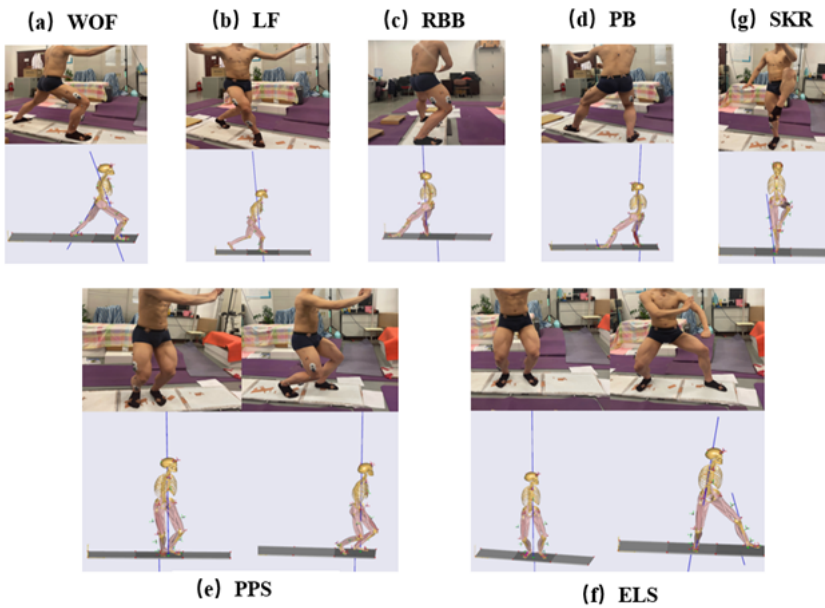 (a) WOF
(b) LF
(c) RBB
(d) PB
(g) SKR
(e) PPS
(f) ELS